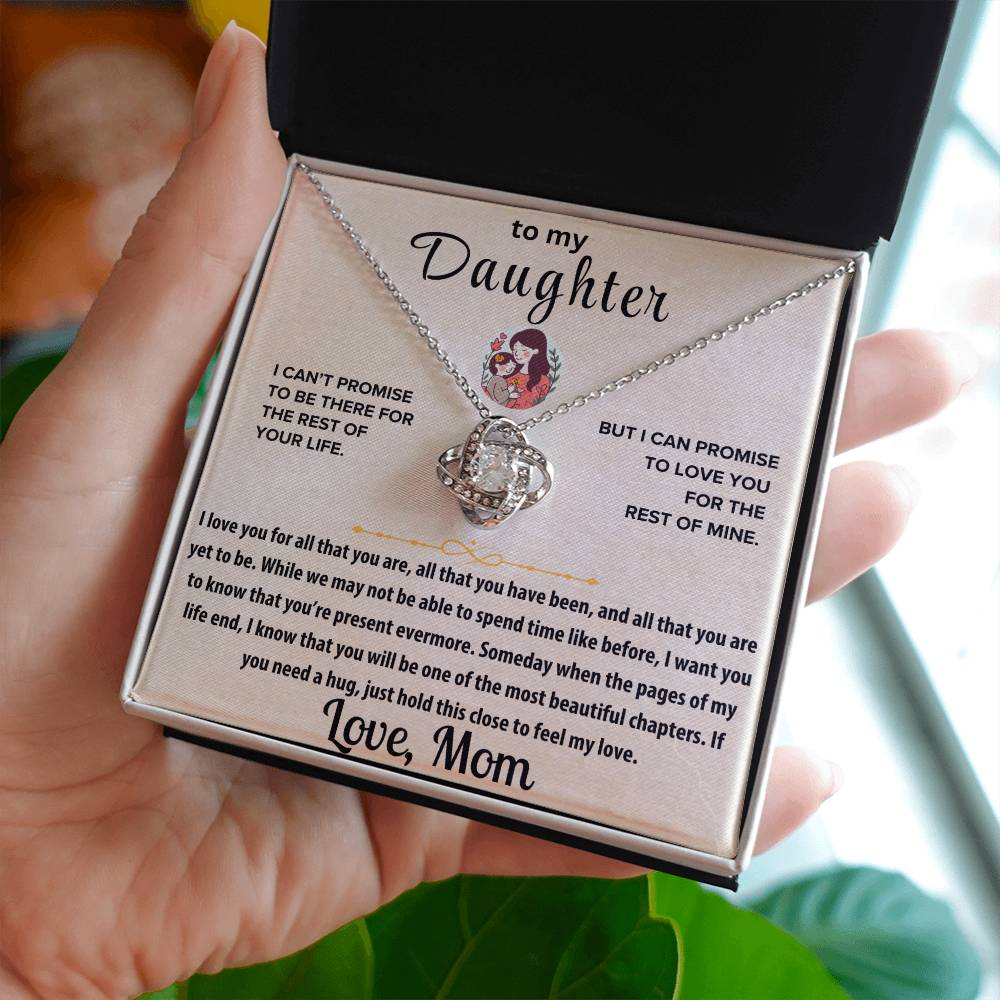 to my
Daughter
I CAN'T PROMISE
TO BE THERE FOR
THE REST OF
YOUR LIFE.
BUT I CAN PROMISE
TO LOVE YOU
FOR THE
REST OF MINE.
I love you for all that you are, all that you have been, and all that you are
yet to be. While we may not be able to spend time like before, I want you
to know that you're present evermore. Someday when the pages of my
life end, I know that you will be one of the most beautiful chapters. If
you need a hug, just hold this close to feel my love.
Love, Mom